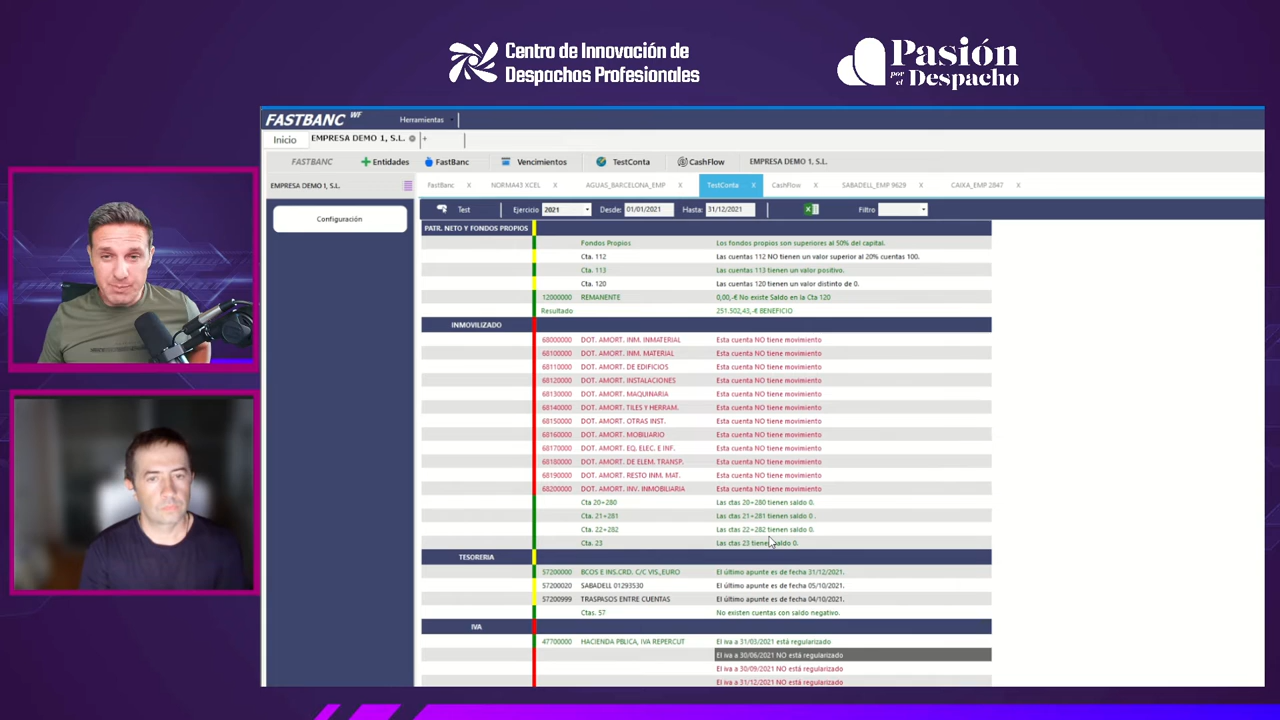 Centro de Innovación de
Despachos Profesionales
Pasión
por el
Despacho
FASTBANC WF
Herramientas
Inicio
EMPRESA DEMO 1, S.L.
+
FASTBANC
Entidades
FastBanc
Vencimientos
TestConta
CashFlow
EMPRESA DEMO 1, S.L.
EMPRESA DEMO 1, S.L.
FastBanc X
NORMA43 XCEL X
AGUAS_BARCELONA_EMP X
TestConta X
CashFlow X
SABADELL_EMP 9629 X
CAIXA_EMP 2847 X
Configuración
Test
Ejercicio 2021
Desde: 01/01/2021
Hasta: 31/12/2021
Filtro
PATR. NETO Y FONDOS PROPIOS
Fondos Propios Los fondos propios son superiores al 50% del capital.
Cta. 112 Las cuentas 112 NO tienen un valor superior al 20% cuentas 100.
Cta. 113 Las cuentas 113 tienen un valor positivo.
Cta. 120 Las cuentas 120 tienen un valor distinto de 0.
12000000 REMANENTE 0,00,-€ No existe Saldo en la Cta 120
Resultado 251.502,43,-€ BENEFICIO
INMOVILIZADO
68000000 DOT. AMORT. INM. INMATERIAL Esta cuenta NO tiene movimiento
68100000 DOT. AMORT. INM. MATERIAL Esta cuenta NO tiene movimiento
68110000 DOT. AMORT. DE EDIFICIOS Esta cuenta NO tiene movimiento
68120000 DOT. AMORT. INSTALACIONES Esta cuenta NO tiene movimiento
68130000 DOT. AMORT. MAQUINARIA Esta cuenta NO tiene movimiento
68140000 DOT. AMORT. TILES Y HERRAM. Esta cuenta NO tiene movimiento
68150000 DOT. AMORT. OTRAS INST. Esta cuenta NO tiene movimiento
68160000 DOT. AMORT. MOBILIARIO Esta cuenta NO tiene movimiento
68170000 DOT. AMORT. EQ. ELEC. E INF. Esta cuenta NO tiene movimiento
68180000 DOT. AMORT. DE ELEM. TRANSP. Esta cuenta NO tiene movimiento
68190000 DOT. AMORT. RESTO INM. MAT. Esta cuenta NO tiene movimiento
68200000 DOT. AMORT. INV. INMOBILIARIA Esta cuenta NO tiene movimiento
Cta 20+280 Las ctas 20+280 tienen saldo 0.
Cta. 21+281 Las ctas 21+281 tienen saldo 0 .
Cta. 22+282 Las ctas 22+282 tienen saldo 0.
Cta. 23 Las ctas 23 tienen saldo 0.
TESORERIA
57200000 BCOS E INS.CRD. C/C VIS.,EURO El último apunte es de fecha 31/12/2021.
57200020 SABADELL 01293530 El último apunte es de fecha 05/10/2021.
57200999 TRASPASOS ENTRE CUENTAS El último apunte es de fecha 04/10/2021.
Ctas. 57 No existen cuentas con saldo negativo.
IVA
47700000 HACIENDA PBLICA, IVA REPERCUT El iva a 31/03/2021 está regularizado
El iva a 30/06/2021 NO está regularizado
El iva a 30/09/2021 NO está regularizado
El iva a 31/12/2021 NO está regularizado